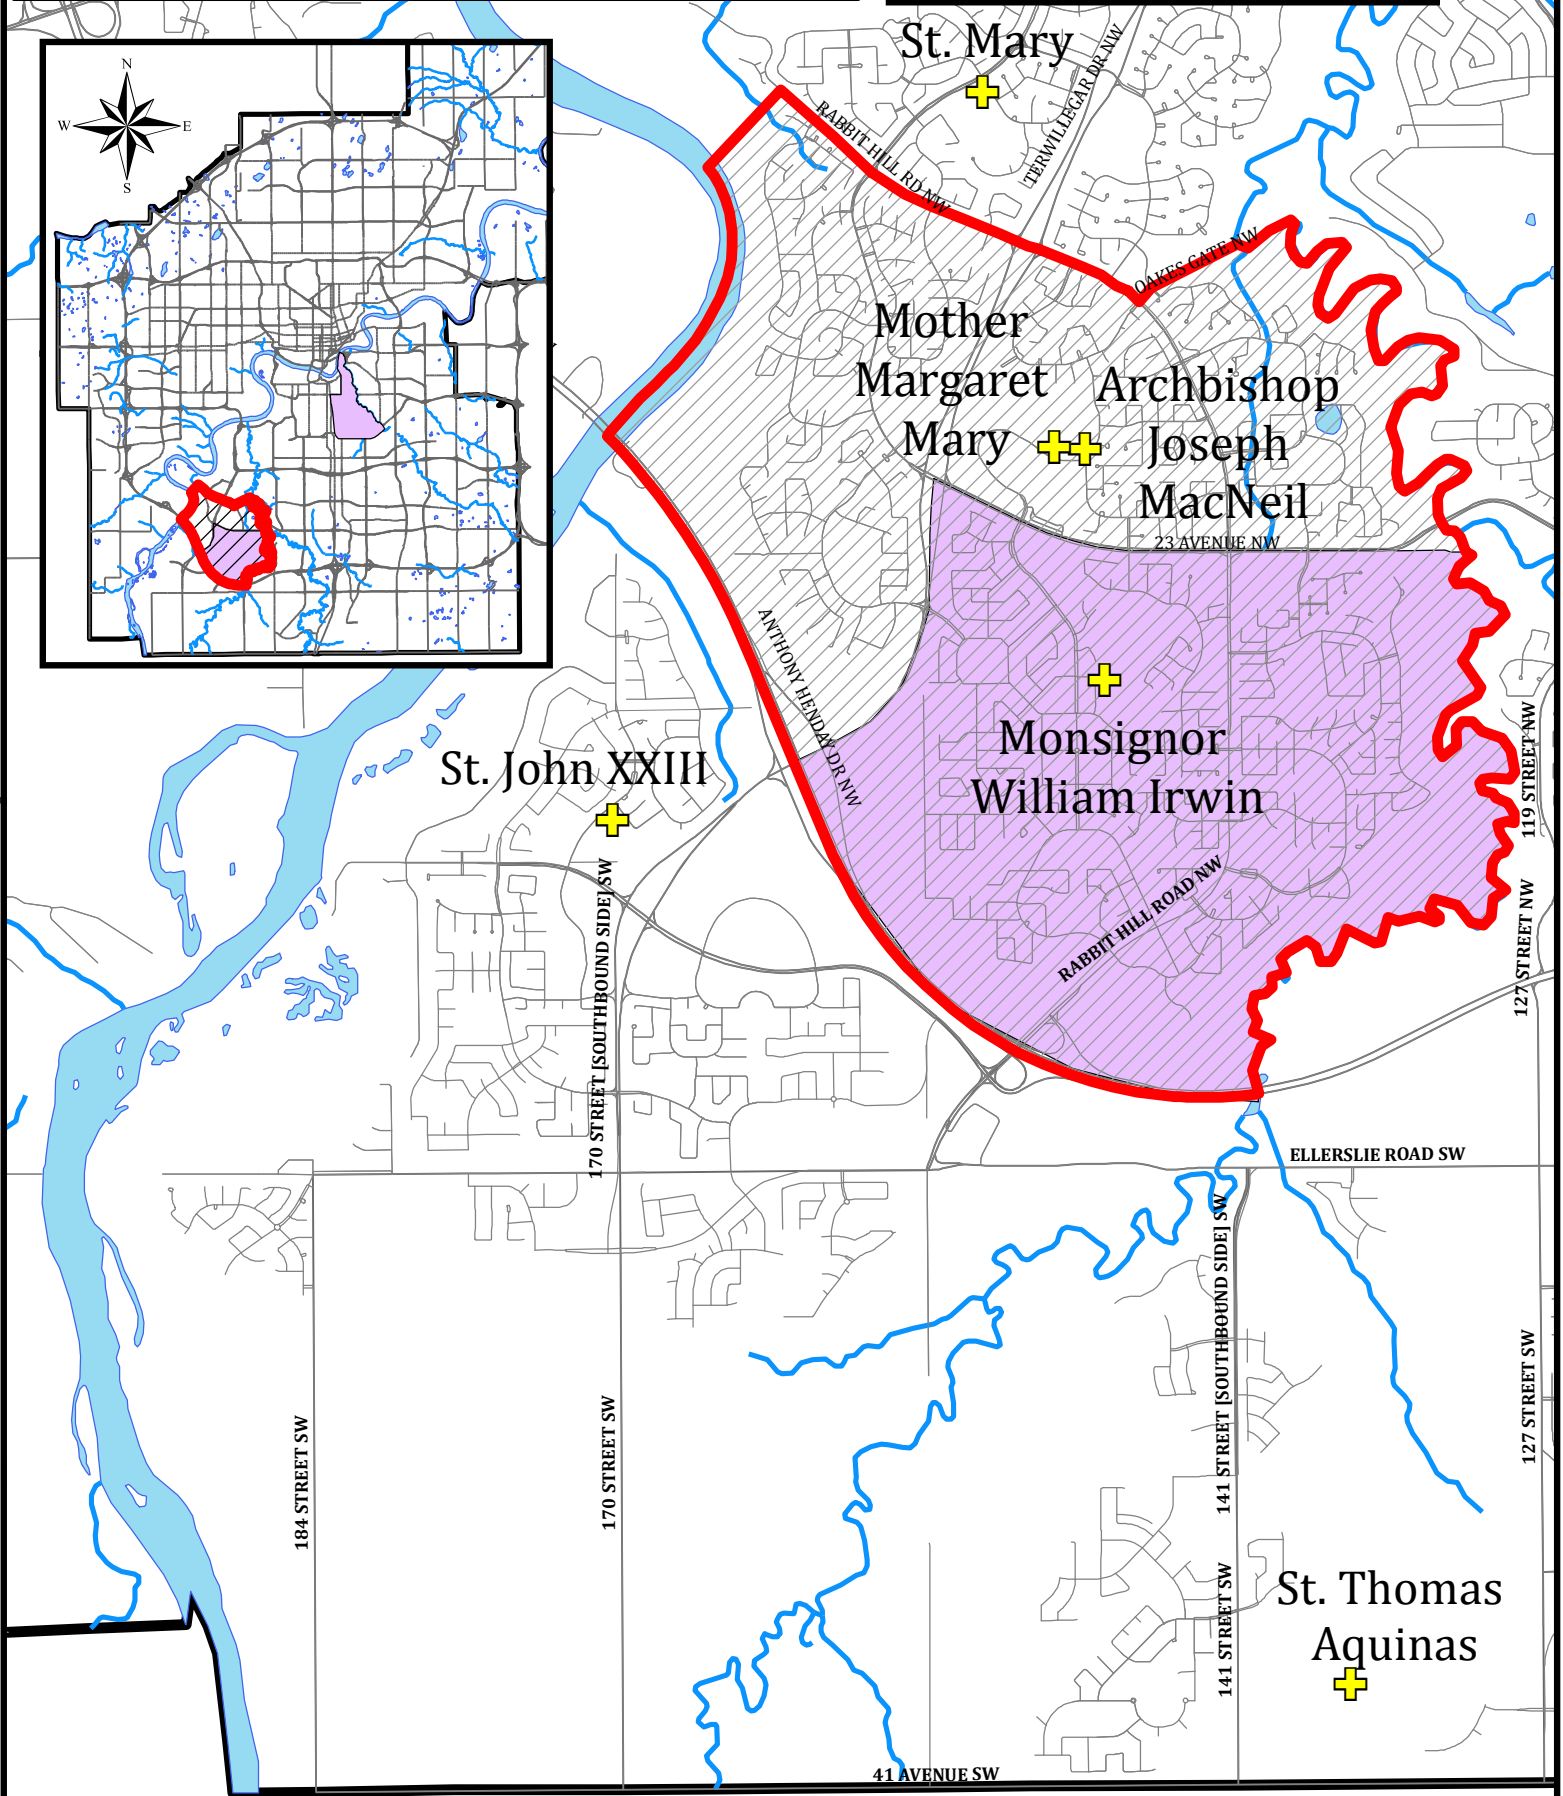 St. Mary
TERWILLEGAR DR NW
N
W
E
S
RABBIT HILL RD NW
OAKES GATE NW
Mother
Margaret
Mary
Archbishop
Joseph
MacNeil
23 AVENUE NW
ANTHONY HENDAY DR NW
Monsignor
William Irwin
St. John XXIII
119 STREET NW
RABBIT HILL ROAD NW
127 STREET NW
170 STREET [SOUTHBOUND SIDE] SW
ELLERSLIE ROAD SW
141 STREET [SOUTHBOUND SIDE] SW
127 STREET SW
184 STREET SW
170 STREET SW
141 STREET SW
St. Thomas
Aquinas
41 AVENUE SW